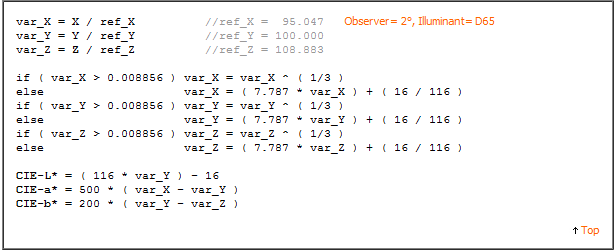 var_X = X / ref_X //ref_X = 95.047 Observer= 2°, Illuminant= D65
var_Y = Y / ref_Y //ref_Y = 100.000
var_Z = Z / ref_Z //ref_Z = 108.883
if ( var_X > 0.008856 ) var_X = var_X ^ ( 1/3 )
else var_X = ( 7.787 * var_X ) + ( 16 / 116 )
if ( var_Y > 0.008856 ) var_Y = var_Y ^ ( 1/3 )
else var_Y = ( 7.787 * var_Y ) + ( 16 / 116 )
if ( var_Z > 0.008856 ) var_Z = var_Z ^ ( 1/3 )
else var_Z = ( 7.787 * var_Z ) + ( 16 / 116 )
CIE-L* = ( 116 * var_Y ) - 16
CIE-a* = 500 * ( var_X - var_Y )
CIE-b* = 200 * ( var_Y - var_Z )
↑ Top